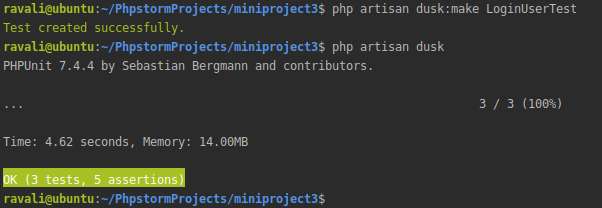 ravali@ubuntu:~/PhpstormProjects/miniproject3$ php artisan dusk:make LoginUserTest
Test created successfully.
ravali@ubuntu:~/PhpstormProjects/miniproject3$ php artisan dusk
PHPUnit 7.4.4 by Sebastian Bergmann and contributors.
... 3 / 3 (100%)
Time: 4.62 seconds, Memory: 14.00MB
OK (3 tests, 5 assertions)
ravali@ubuntu:~/PhpstormProjects/miniproject3$